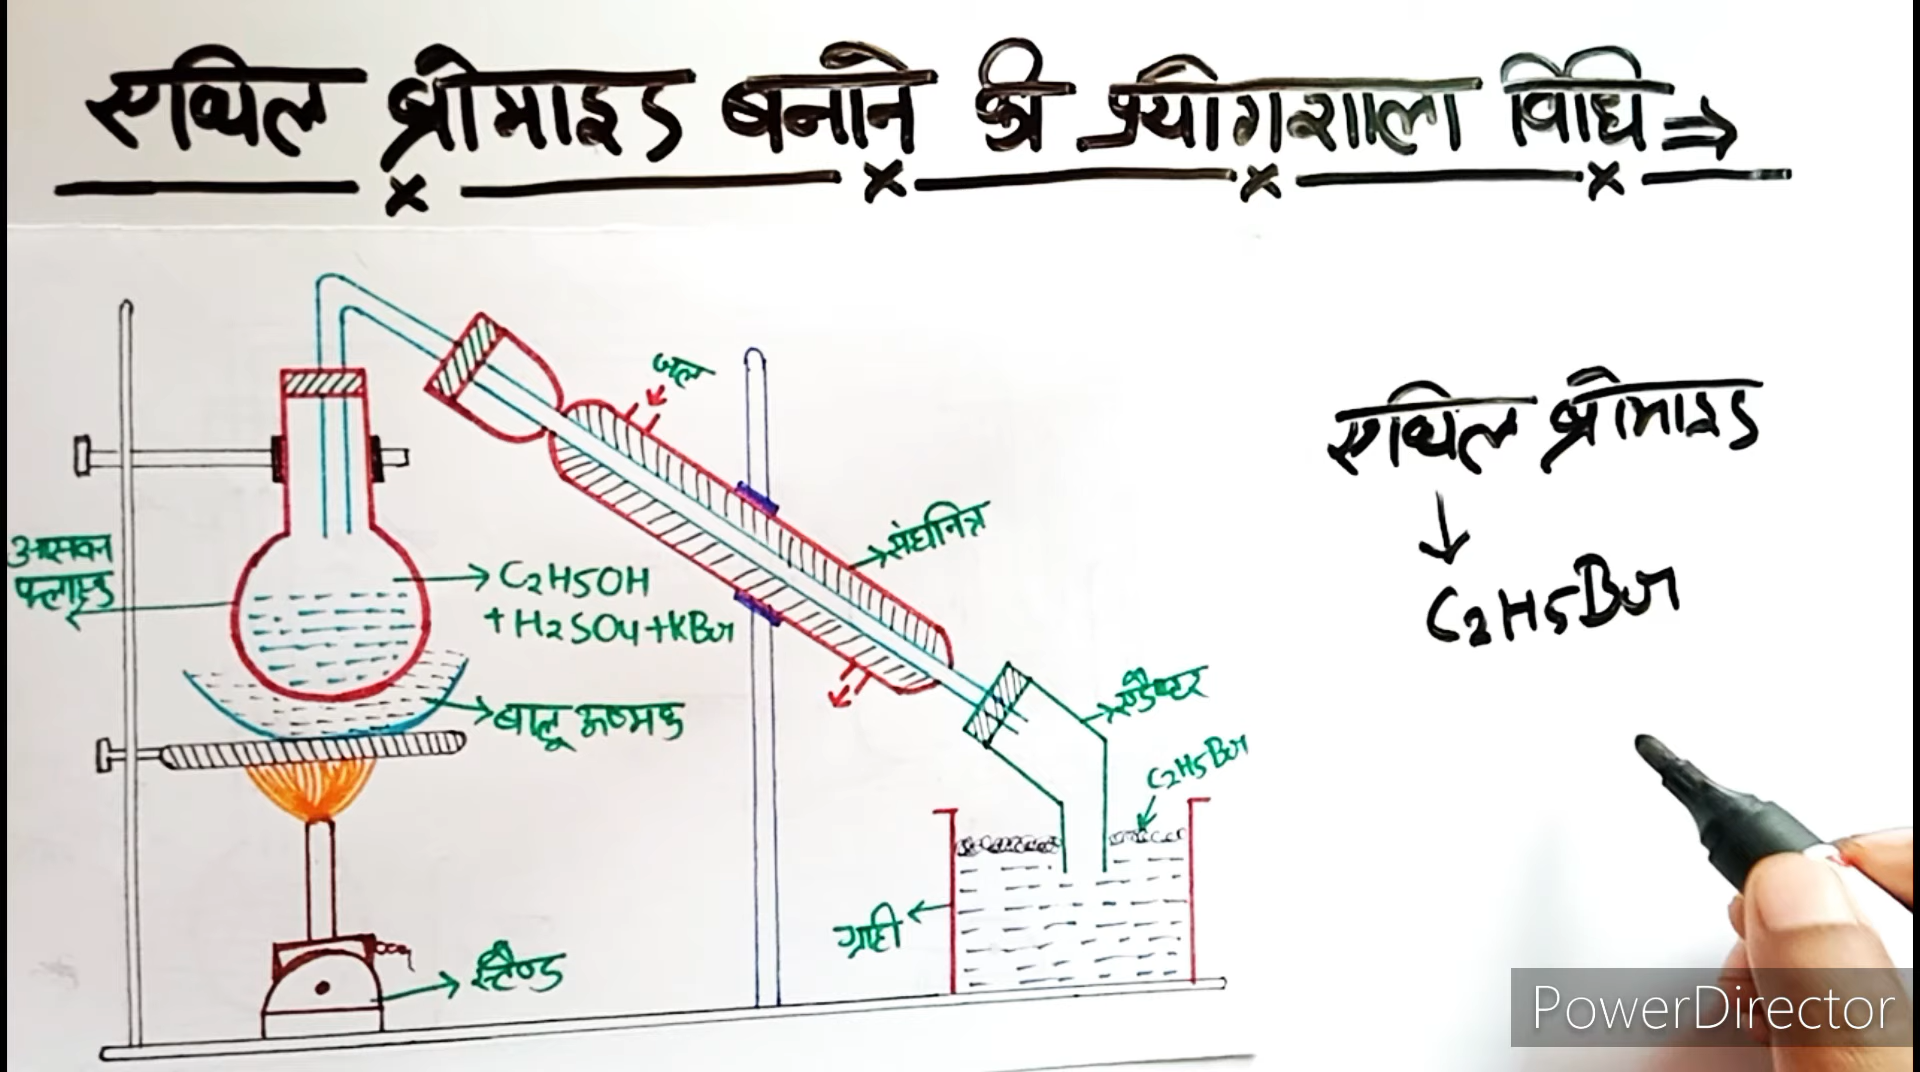 एथिल ब्रोमाइड बनाने की प्रयोगशाला विधि ⇒
जल
संघनित्र
आसवन
फ्लास्क
C2H5OH
+ H2SO4 + KBr
बालू ऊष्मक
एडैप्टर
C2H5Br
ग्राही
स्टैण्ड
एथिल ब्रोमाइड
↓
C2H5Br
PowerDirector